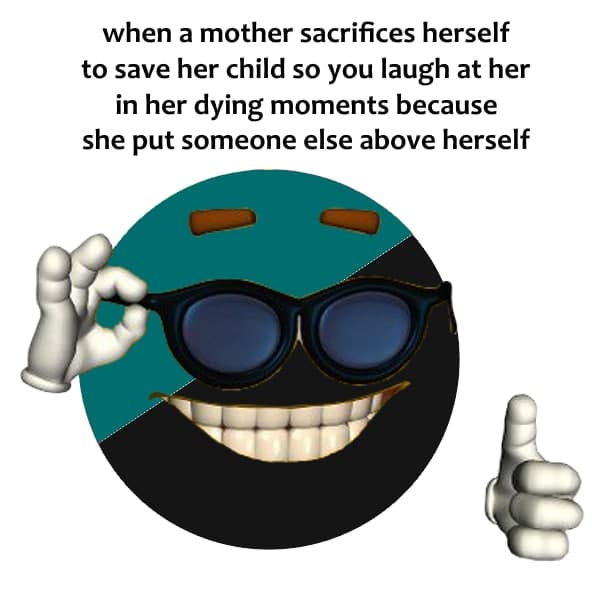 when a mother sacrifices herself
to save her child so you laugh at her
in her dying moments because
she put someone else above herself